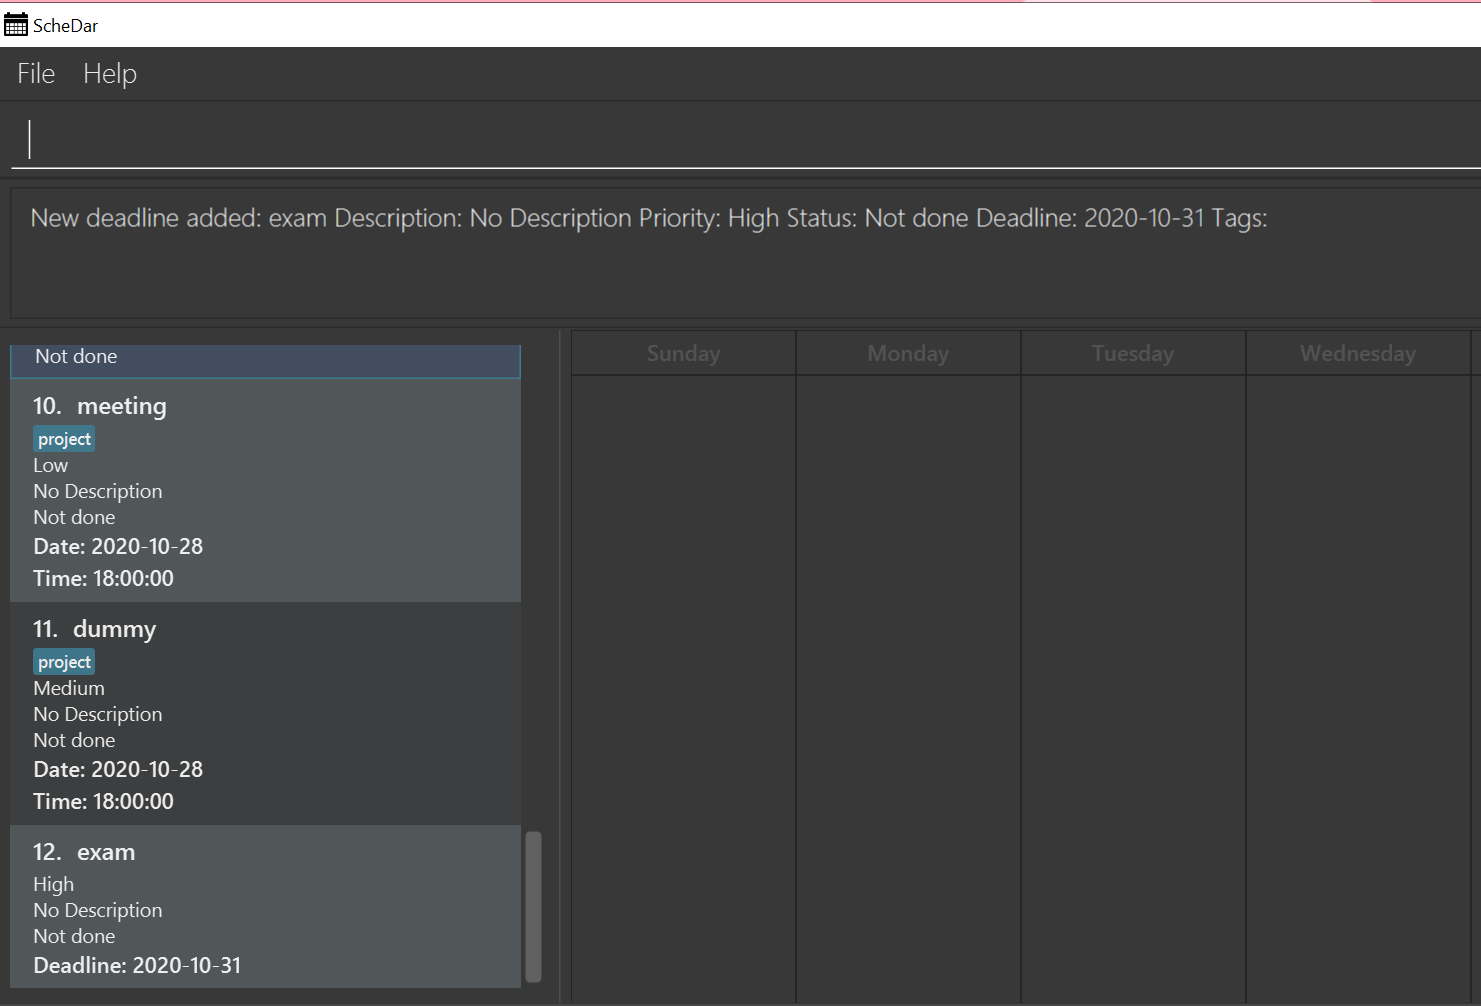 ScheDar
File Help
New deadline added: exam Description: No Description Priority: High Status: Not done Deadline: 2020-10-31 Tags:
Not done
10. meeting
project
Low
No Description
Not done
Date: 2020-10-28
Time: 18:00:00
11. dummy
project
Medium
No Description
Not done
Date: 2020-10-28
Time: 18:00:00
12. exam
High
No Description
Not done
Deadline: 2020-10-31
Sunday Monday Tuesday Wednesday